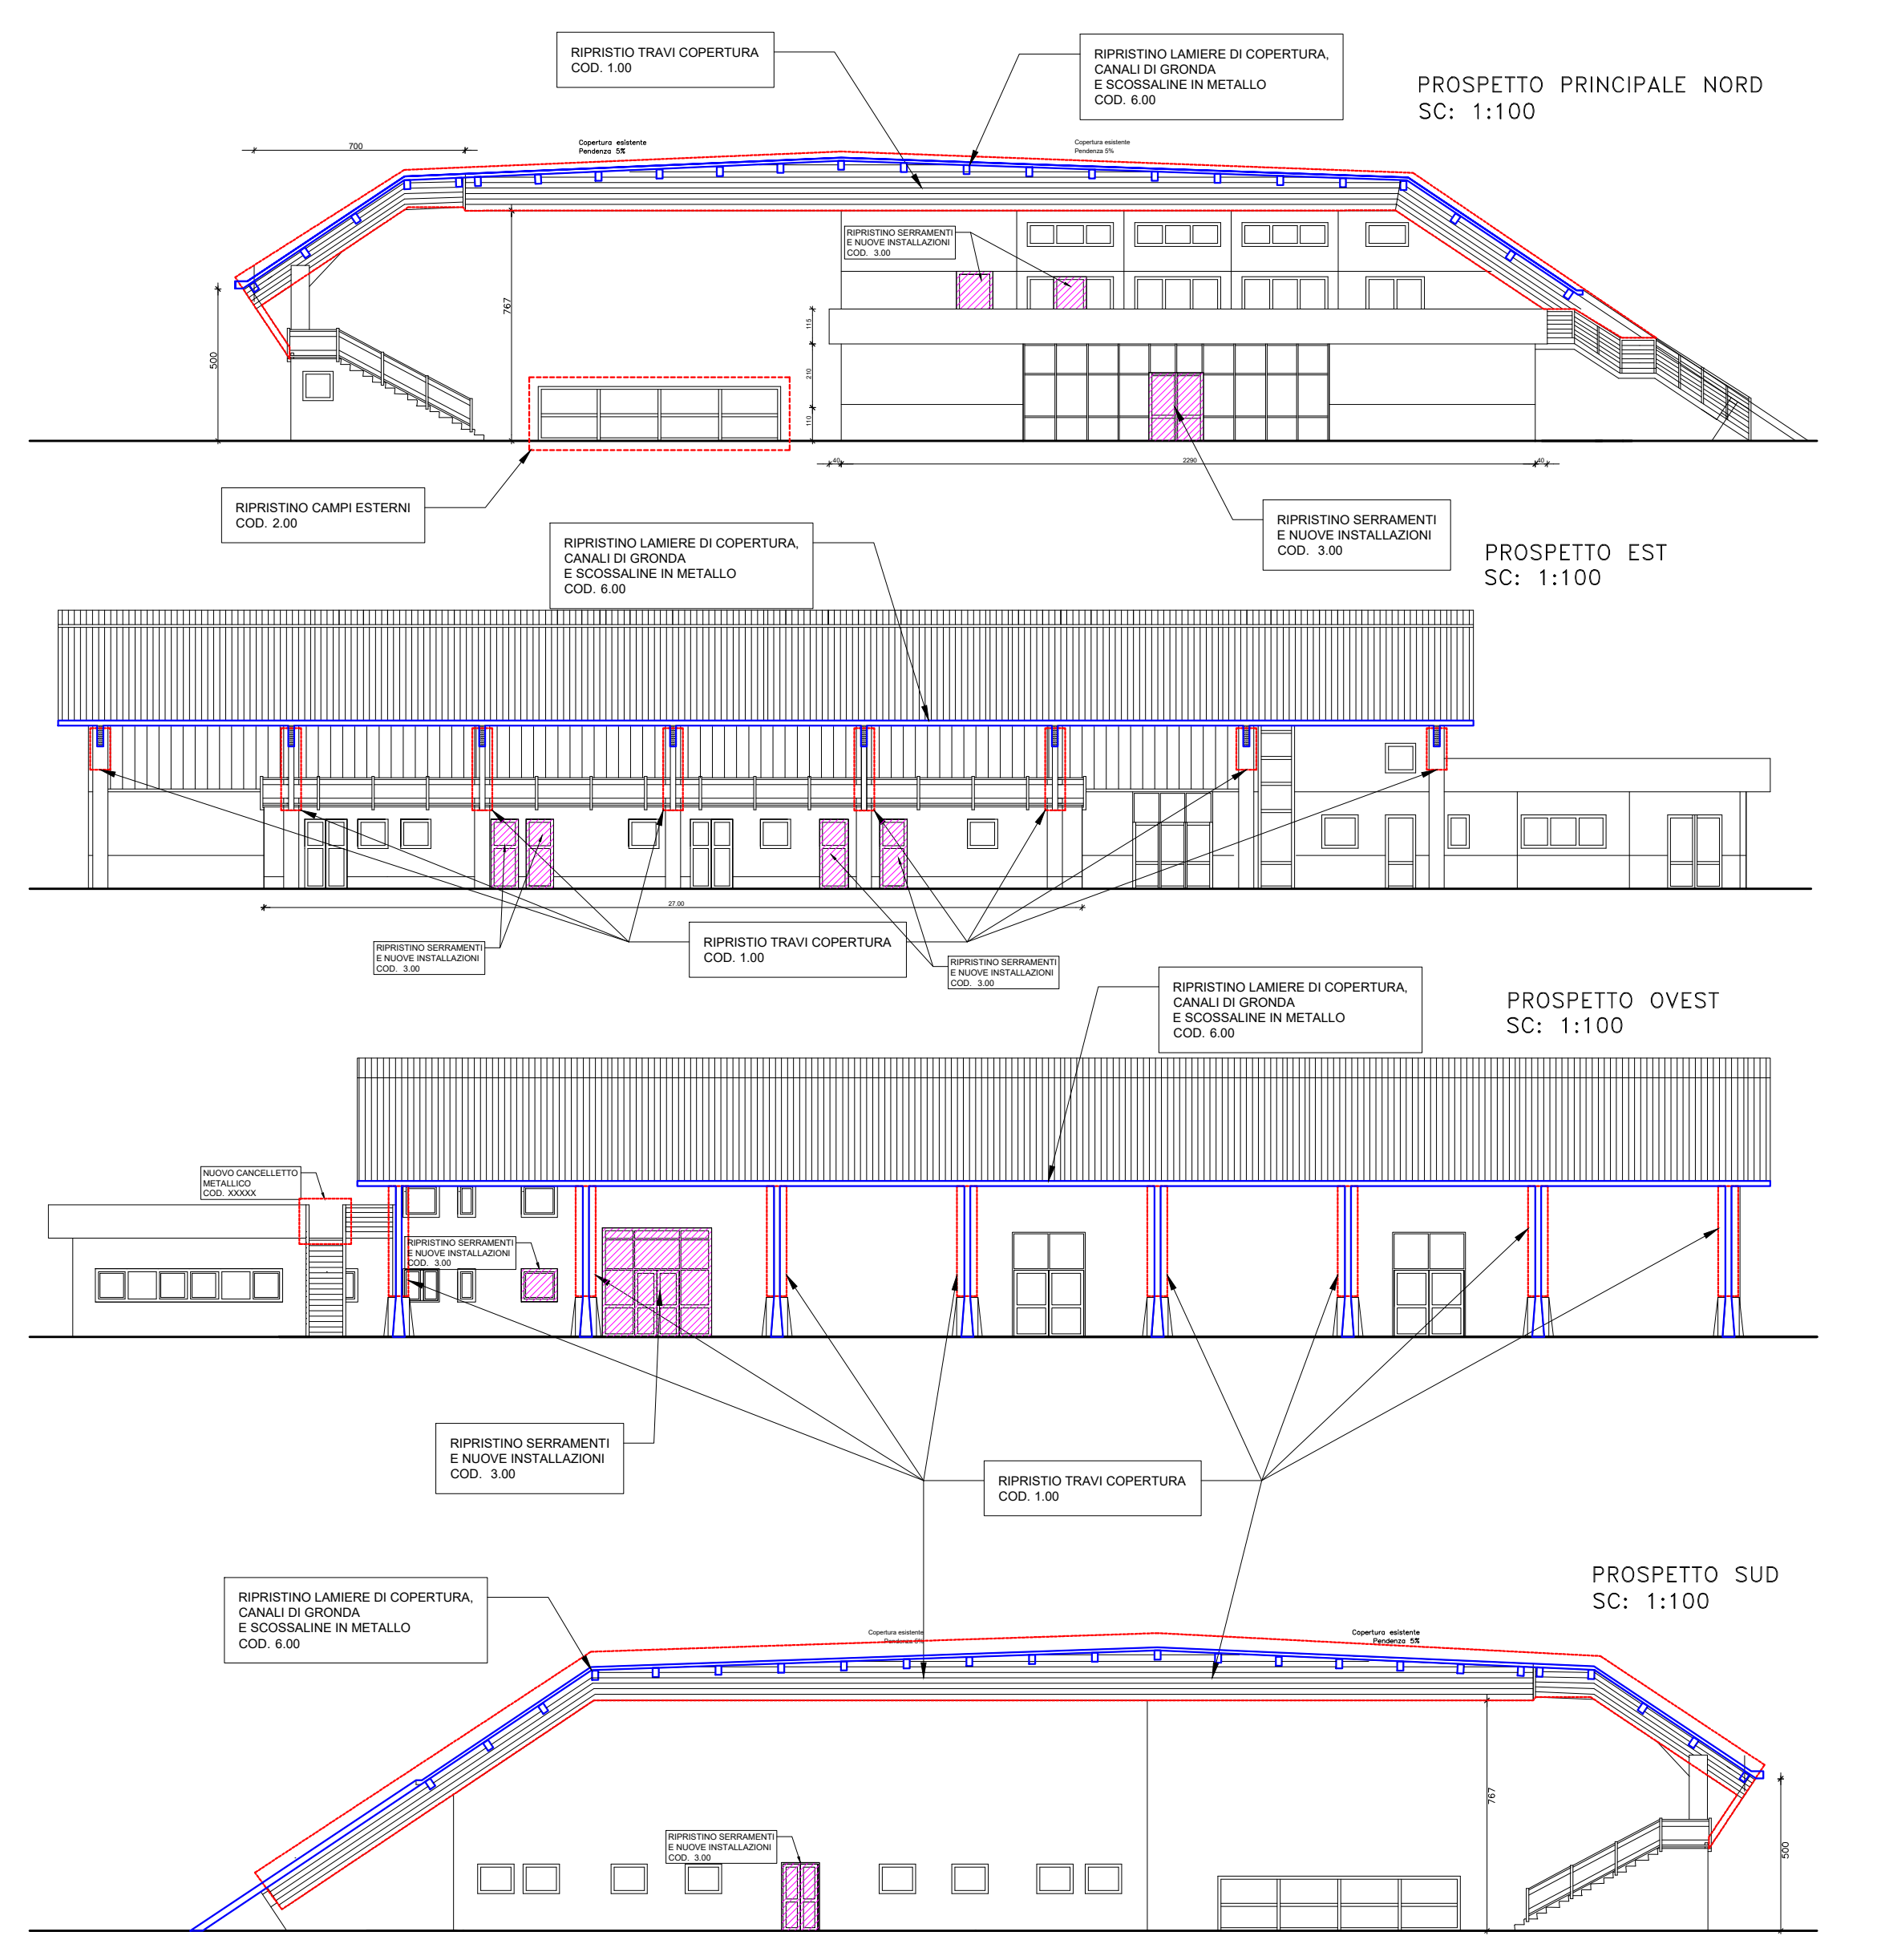 RIPRISTIO TRAVI COPERTURA
COD. 1.00
RIPRISTINO LAMIERE DI COPERTURA,
CANALI DI GRONDA
E SCOSSALINE IN METALLO
COD. 6.00
PROSPETTO PRINCIPALE NORD
SC: 1:100
700
Copertura esistente
Pendenza 5%
Copertura esistente
Pendenza 5%
RIPRISTINO SERRAMENTI
E NUOVE INSTALLAZIONI
COD. 3.00
500
767
115
210
110
40
2290
40
RIPRISTINO CAMPI ESTERNI
COD. 2.00
RIPRISTINO SERRAMENTI
E NUOVE INSTALLAZIONI
COD. 3.00
RIPRISTINO LAMIERE DI COPERTURA,
CANALI DI GRONDA
E SCOSSALINE IN METALLO
COD. 6.00
PROSPETTO EST
SC: 1:100
27.00
RIPRISTINO SERRAMENTI
E NUOVE INSTALLAZIONI
COD. 3.00
RIPRISTIO TRAVI COPERTURA
COD. 1.00
RIPRISTINO SERRAMENTI
E NUOVE INSTALLAZIONI
COD. 3.00
RIPRISTINO LAMIERE DI COPERTURA,
CANALI DI GRONDA
E SCOSSALINE IN METALLO
COD. 6.00
PROSPETTO OVEST
SC: 1:100
NUOVO CANCELLETTO
METALLICO
COD. XXXXX
RIPRISTINO SERRAMENTI
E NUOVE INSTALLAZIONI
COD. 3.00
RIPRISTINO SERRAMENTI
E NUOVE INSTALLAZIONI
COD. 3.00
RIPRISTIO TRAVI COPERTURA
COD. 1.00
PROSPETTO SUD
SC: 1:100
RIPRISTINO LAMIERE DI COPERTURA,
CANALI DI GRONDA
E SCOSSALINE IN METALLO
COD. 6.00
Copertura esistente
Pendenza 5%
Copertura esistente
Pendenza 5%
RIPRISTINO SERRAMENTI
E NUOVE INSTALLAZIONI
COD. 3.00
767
500